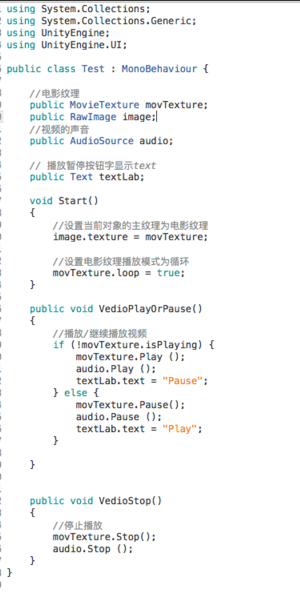 using System.Collections;
using System.Collections.Generic;
using UnityEngine;
using UnityEngine.UI;
public class Test : MonoBehaviour {
//电影纹理
public MovieTexture movTexture;
public RawImage image;
//视频的声音
public AudioSource audio;
// 播放暂停按钮字显示text
public Text textLab;
void Start()
{
//设置当前对象的主纹理为电影纹理
image.texture = movTexture;
//设置电影纹理播放模式为循环
movTexture.loop = true;
}
public void VedioPlayOrPause()
{
//播放/继续播放视频
if (!movTexture.isPlaying) {
movTexture.Play ();
audio.Play ();
textLab.text = "Pause";
} else {
movTexture.Pause();
audio.Pause ();
textLab.text = "Play";
}
}
public void VedioStop()
{
//停止播放
movTexture.Stop();
audio.Stop ();
}
}